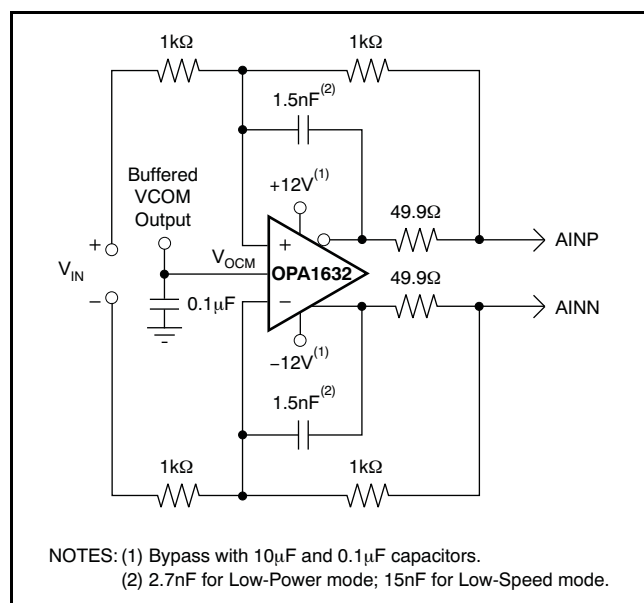 1kΩ
1kΩ
1.5nF(2)
Buffered
VCOM
Output
+12V(1)
49.9Ω
+
VIN
−
VOCM
+
OPA1632
−
AINP
49.9Ω
AINN
0.1μF
−12V(1)
1.5nF(2)
1kΩ
1kΩ
NOTES: (1) Bypass with 10μF and 0.1μF capacitors.
(2) 2.7nF for Low-Power mode; 15nF for Low-Speed mode.